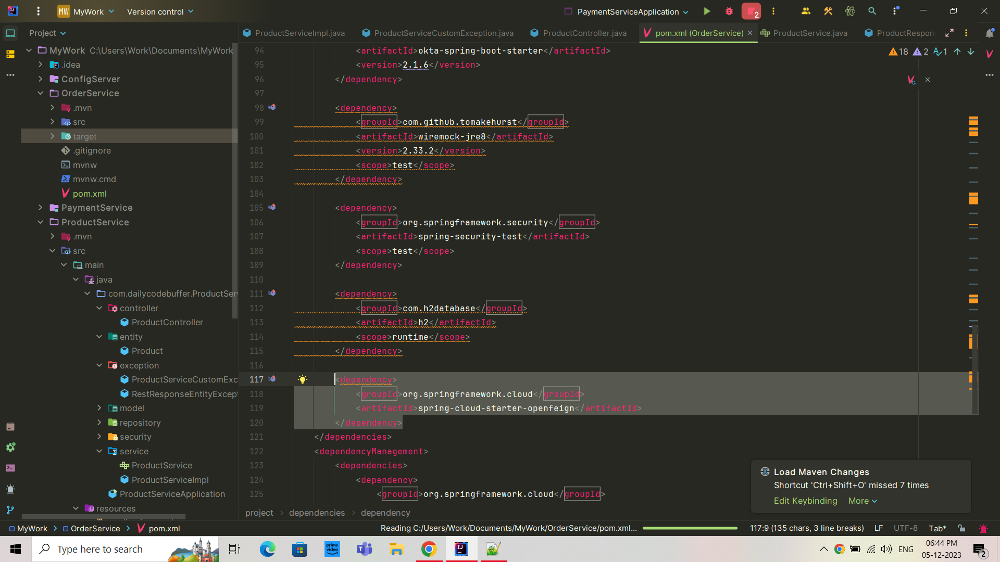 MW MyWork Version control PaymentServiceApplication 2
Project
ProductServiceImpl.java ProductServiceCustomException.java ProductController.java pom.xml (OrderService) ProductService.java ProductRespon
MyWork C:\Users\Work\Documents\MyWork
.idea
ConfigServer
OrderService
.mvn
src
target
.gitignore
mvnw
mvnw.cmd
pom.xml
PaymentService
ProductService
.mvn
src
main
java
com.dailycodebuffer.ProductSer
controller
ProductController
entity
Product
exception
ProductServiceCustomExc
RestResponseEntityExcep
model
repository
security
service
ProductService
ProductServiceImpl
ProductServiceApplication
resources
18 2 1
94 <artifactId>okta-spring-boot-starter</artifactId>
95 <version>2.1.6</version>
96 </dependency>
97
98 <dependency>
99 <groupId>com.github.tomakehurst</groupId>
100 <artifactId>wiremock-jre8</artifactId>
101 <version>2.33.2</version>
102 <scope>test</scope>
103 </dependency>
104
105 <dependency>
106 <groupId>org.springframework.security</groupId>
107 <artifactId>spring-security-test</artifactId>
108 <scope>test</scope>
109 </dependency>
110
111 <dependency>
112 <groupId>com.h2database</groupId>
113 <artifactId>h2</artifactId>
114 <scope>runtime</scope>
115 </dependency>
116
117 <dependency>
118 <groupId>org.springframework.cloud</groupId>
119 <artifactId>spring-cloud-starter-openfeign</artifactId>
120 </dependency>
121 </dependencies>
122 <dependencyManagement>
123 <dependencies>
124 <dependency>
125 <groupId>org.springframework.cloud</groupId>
Load Maven Changes
Shortcut 'Ctrl+Shift+O' missed 7 times
Edit Keybinding More
project › dependencies › dependency
MyWork > OrderService > pom.xml Reading C:/Users/Work/Documents/MyWork/OrderService/pom.xml... 117:9 (135 chars, 3 line breaks) LF UTF-8 Tab*
Type here to search
prime video
ENG
06:44 PM
05-12-2023
2